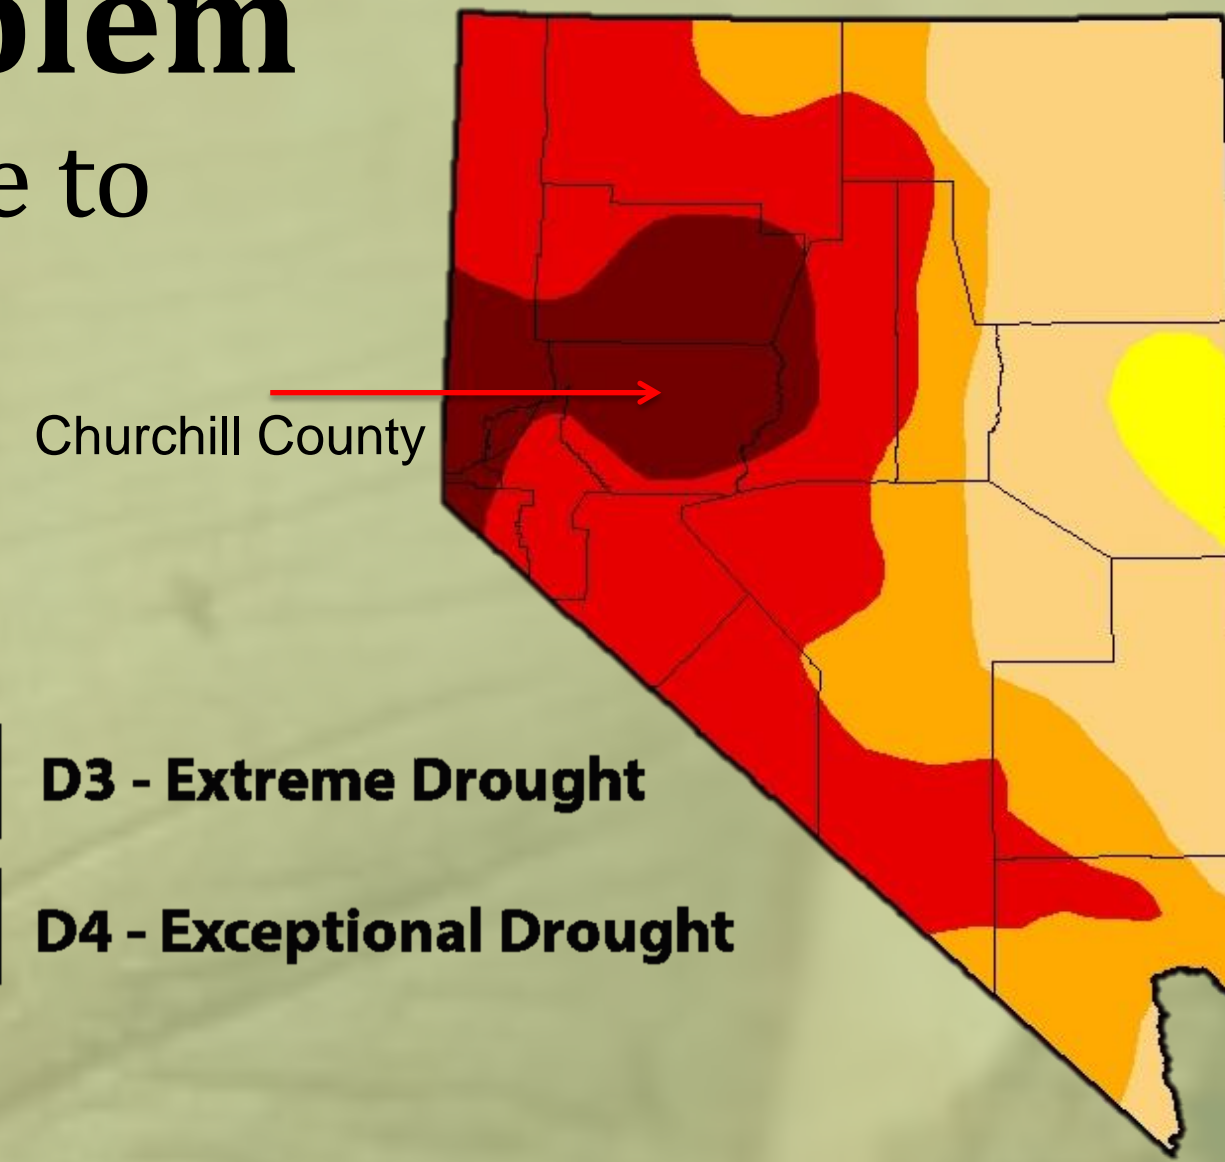 blem
e to
Churchill County
D3 - Extreme Drought
D4 - Exceptional Drought